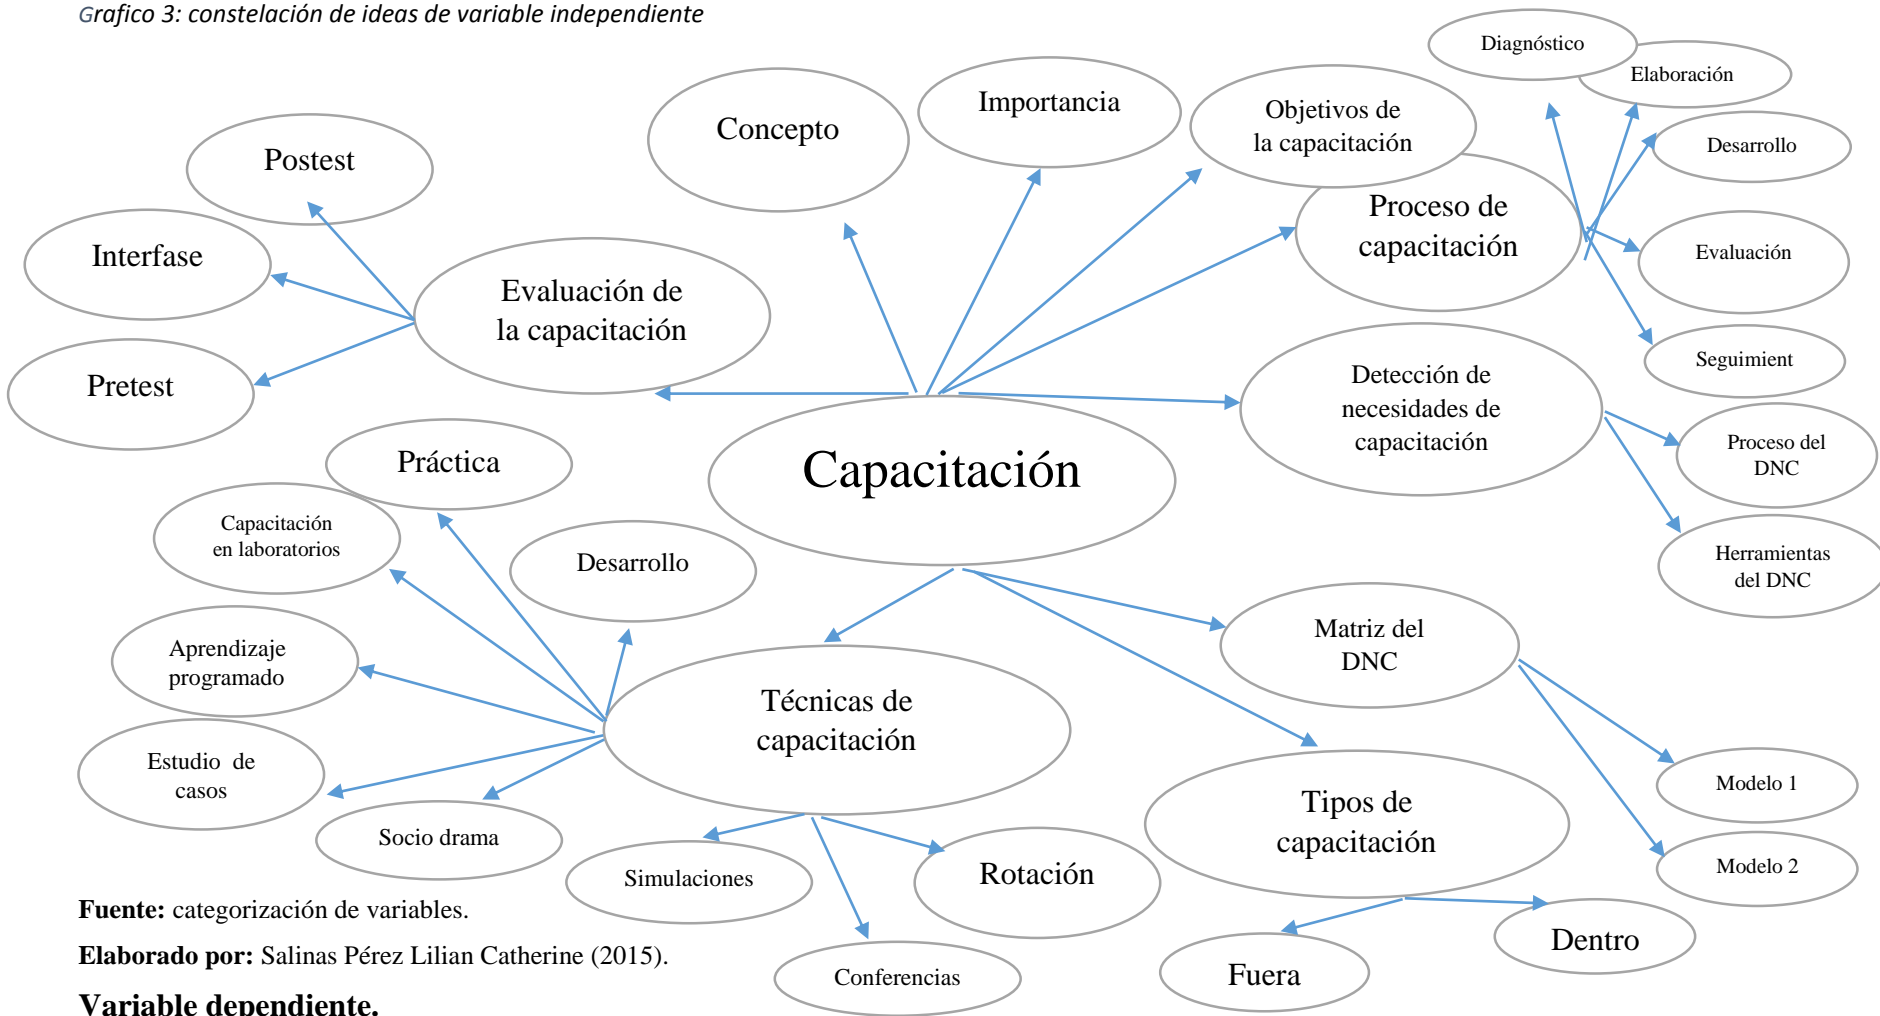 Grafico 3: constelación de ideas de variable independiente
Diagnóstico
Elaboración
Desarrollo
Evaluación
Seguimient
Importancia
Objetivos de
la capacitación
Concepto
Proceso de
capacitación
Postest
Interfase
Pretest
Evaluación de
la capacitación
Detección de
necesidades de
capacitación
Proceso del
DNC
Herramientas
del DNC
Capacitación
Práctica
Capacitación
en laboratorios
Desarrollo
Aprendizaje
programado
Estudio de
casos
Socio drama
Técnicas de
capacitación
Simulaciones
Conferencias
Rotación
Matriz del
DNC
Modelo 1
Modelo 2
Tipos de
capacitación
Fuera
Dentro
Fuente: categorización de variables.
Elaborado por: Salinas Pérez Lilian Catherine (2015).
Variable dependiente.